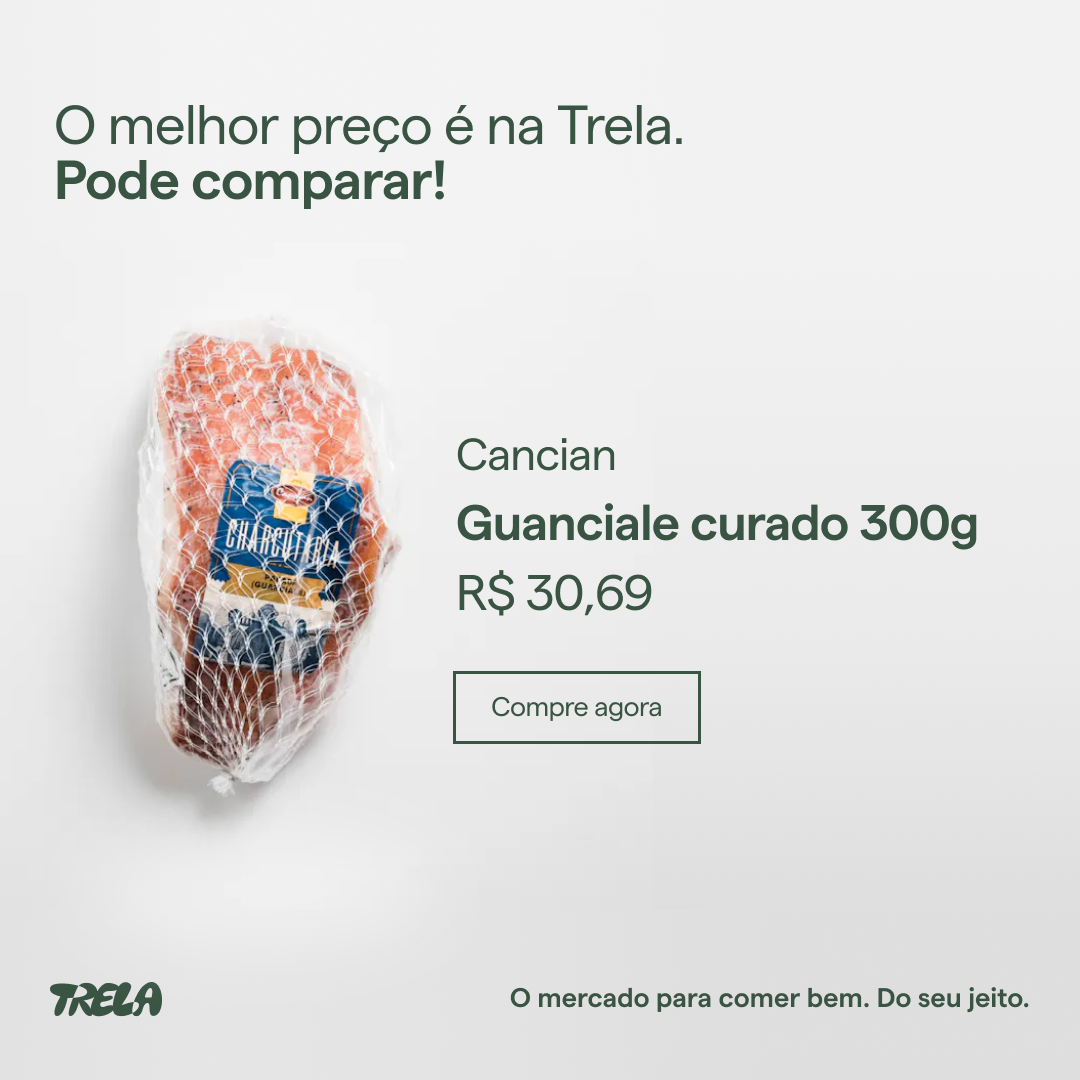 O melhor preço é na Trela.
Pode comparar!
CHARCUTARIA
Cancian
Guanciale curado 300g
R$ 30,69
Compre agora
TRELA
O mercado para comer bem. Do seu jeito.